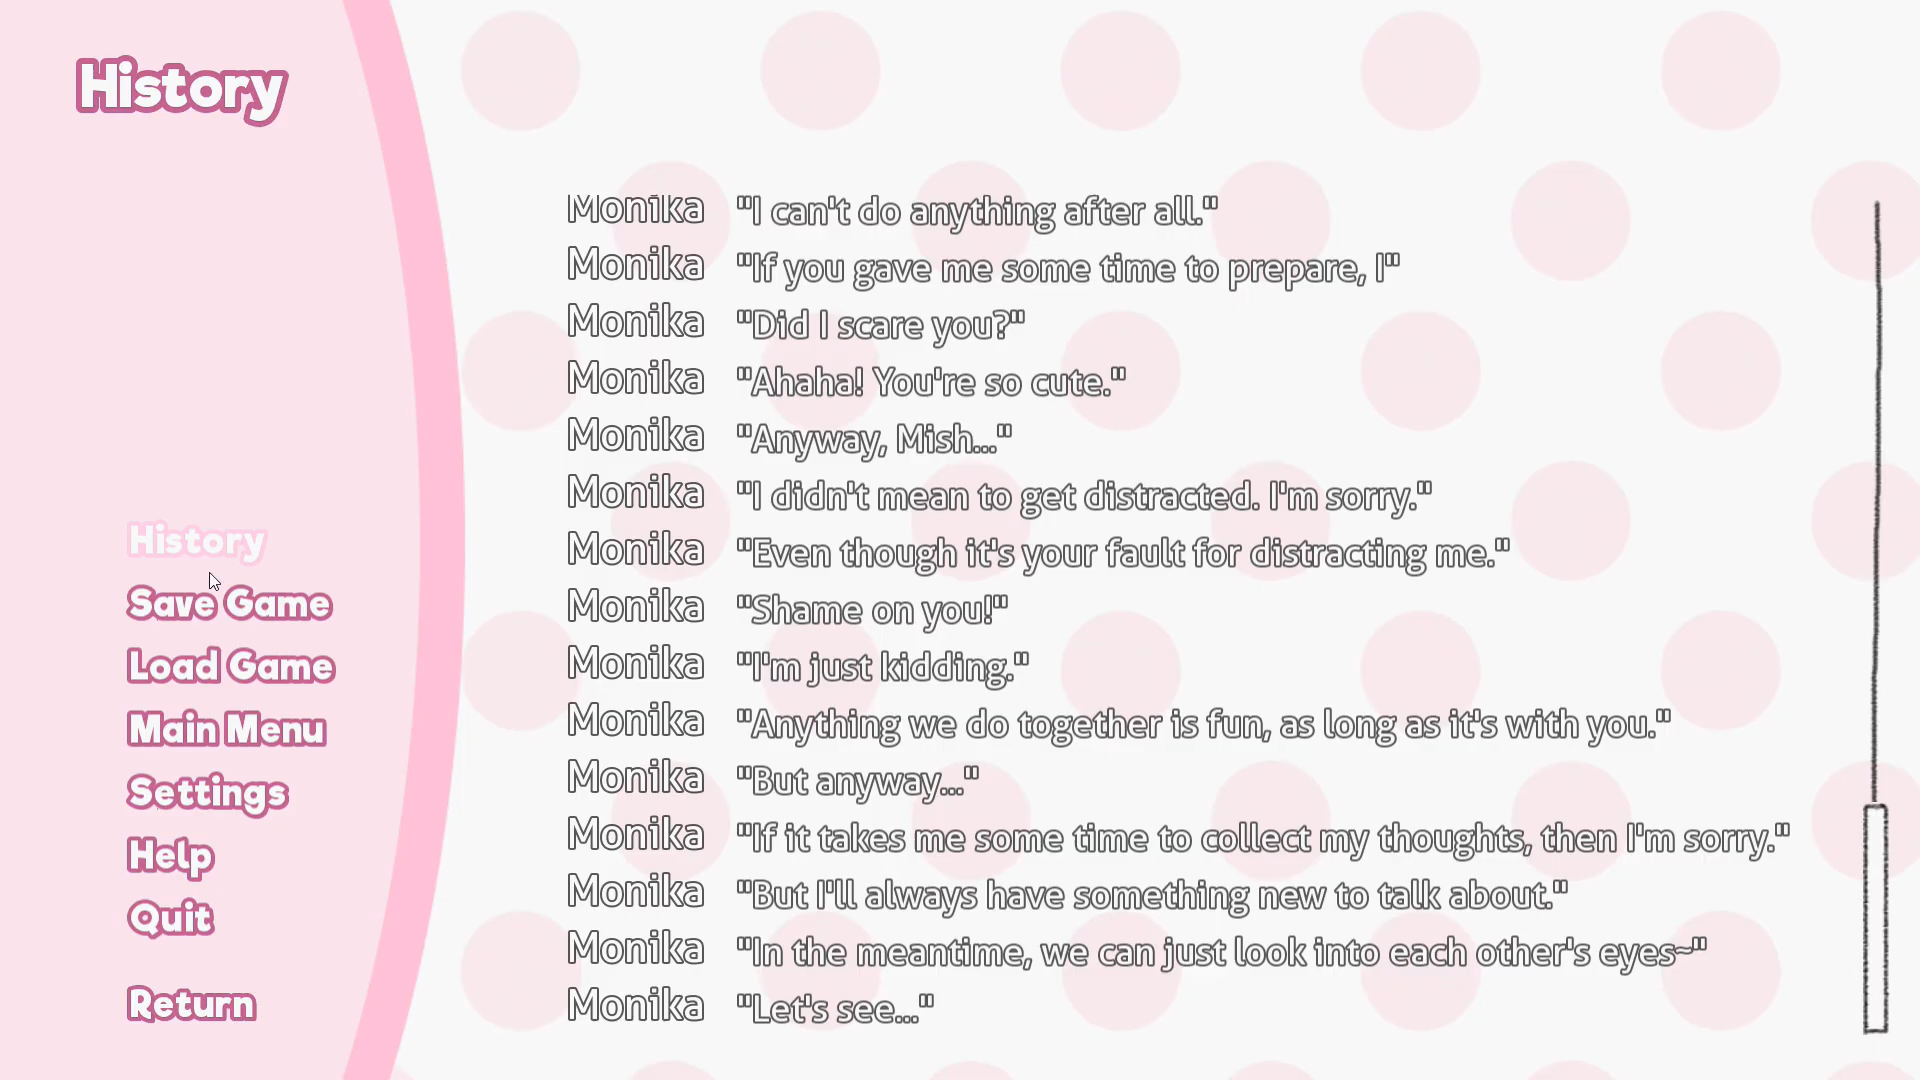 History
Monika "I can't do anything after all."
Monika "If you gave me some time to prepare, I"
Monika "Did I scare you?"
Monika "Ahaha! You're so cute."
Monika "Anyway, Mish..."
Monika "I didn't mean to get distracted. I'm sorry."
Monika "Even though it's your fault for distracting me."
Monika "Shame on you!"
Monika "I'm just kidding."
Monika "Anything we do together is fun, as long as it's with you."
Monika "But anyway..."
Monika "If it takes me some time to collect my thoughts, then I'm sorry."
Monika "But I'll always have something new to talk about."
Monika "In the meantime, we can just look into each other's eyes~"
Monika "Let's see..."
History
Save Game
Load Game
Main Menu
Settings
Help
Quit
Return